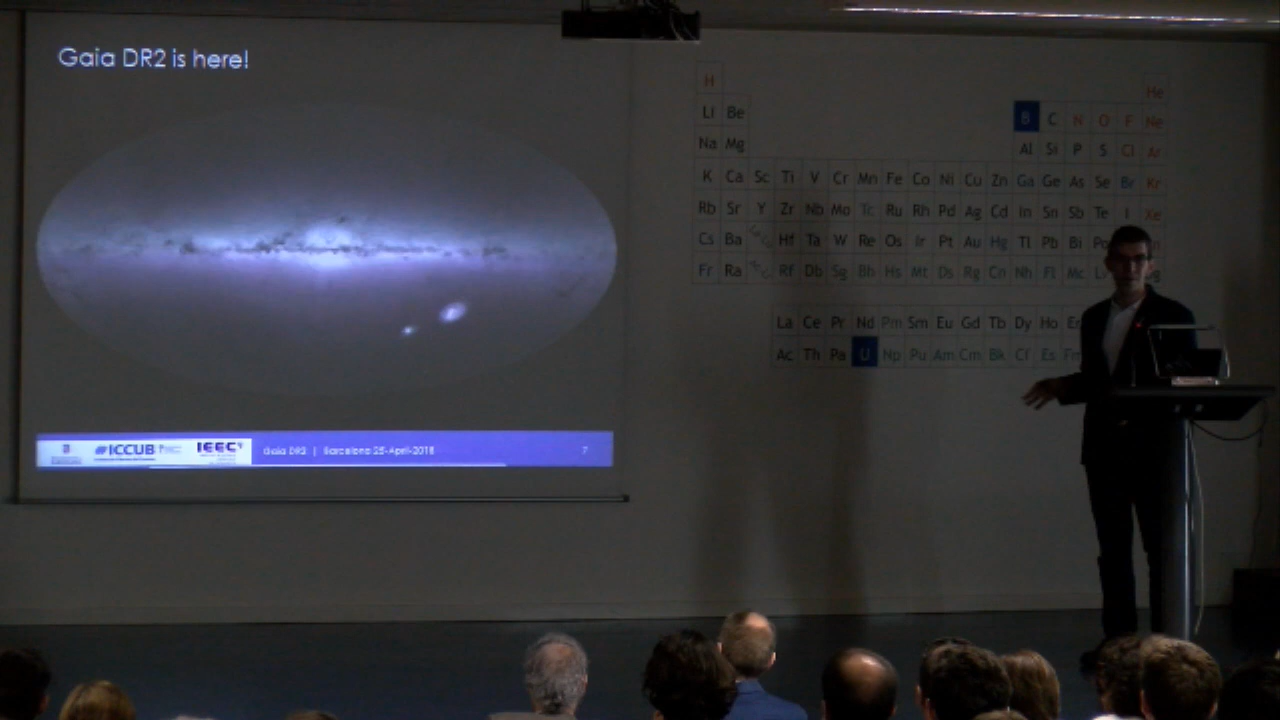 Gaia DR2 is here!
#ICCUB IEEC
Gaia DR2 | Barcelona 25-April-2018 7
H He
Li Be B C N O F Ne
Na Mg Al Si P S Cl Ar
K Ca Sc Ti V Cr Mn Fe Co Ni Cu Zn Ga Ge As Se Br Kr
Rb Sr Y Zr Nb Mo Tc Ru Rh Pd Ag Cd In Sn Sb Te I Xe
Cs Ba Hf Ta W Re Os Ir Pt Au Hg Tl Pb Bi Po
Fr Ra Rf Db Sg Bh Hs Mt Ds Rg Cn Nh Fl Mc
La Ce Pr Nd Pm Sm Eu Gd Tb Dy Ho
Ac Th Pa U Np Pu Am Cm Bk Cf Es Fm